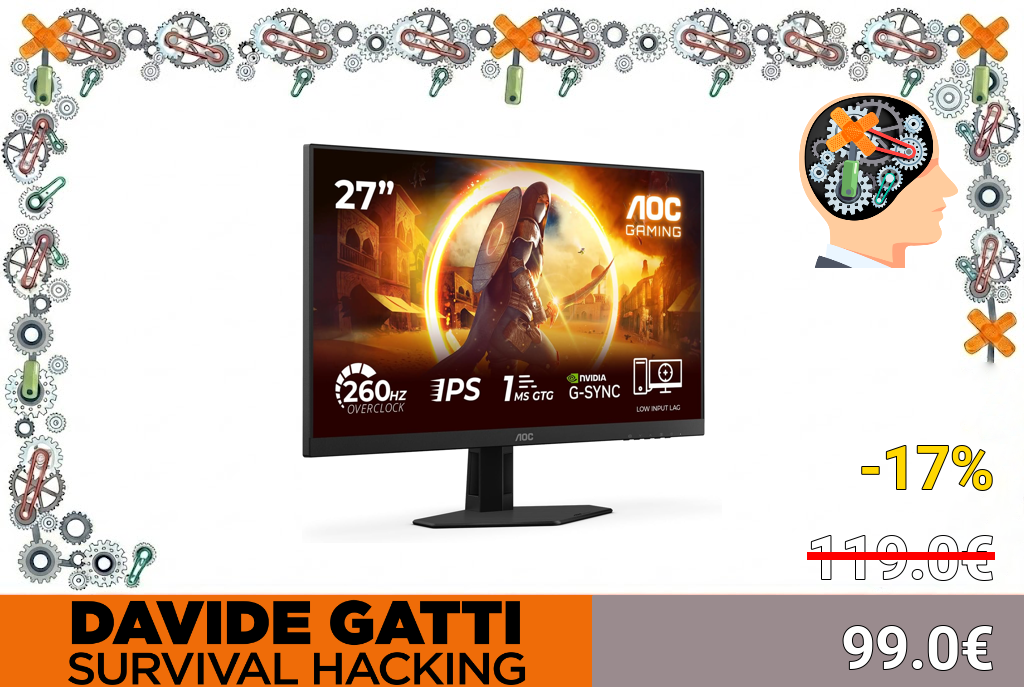 27”
AOC
GAMING
260HZ
OVERCLOCK
IPS
1MS GTG
NVIDIA
G-SYNC
LOW INPUT LAG
AOC
-17%
119.0€
DAVIDE GATTI
SURVIVAL HACKING
99.0€